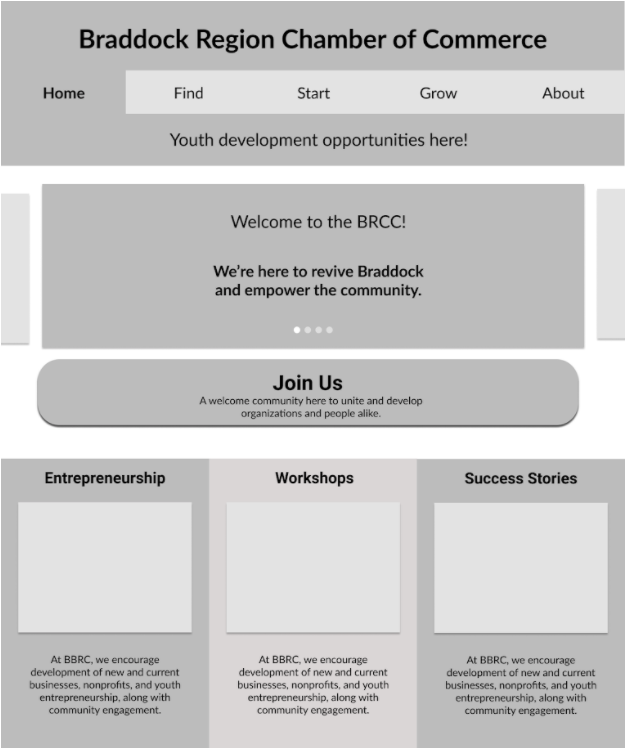 Braddock Region Chamber of Commerce
Home Find Start Grow About
Youth development opportunities here!
Welcome to the BRCC!
We're here to revive Braddock
and empower the community.
Join Us
A welcome community here to unite and develop
organizations and people alike.
Entrepreneurship
At BBRC, we encourage
development of new and current
businesses, nonprofits, and youth
entrepreneurship, along with
community engagement.
Workshops
At BBRC, we encourage
development of new and current
businesses, nonprofits, and youth
entrepreneurship, along with
community engagement.
Success Stories
At BBRC, we encourage
development of new and current
businesses, nonprofits, and youth
entrepreneurship, along with
community engagement.